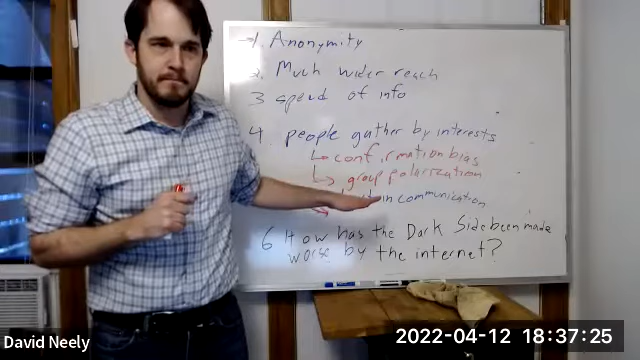 1. Anonymity
2. Much wider reach
3 speed of info
4 people gather by interests
↳ confirmation bias
↳ group polarization
in communication
6 How has the Dark Side been made
worse by the internet?
David Neely
2022-04-12 18:37:25